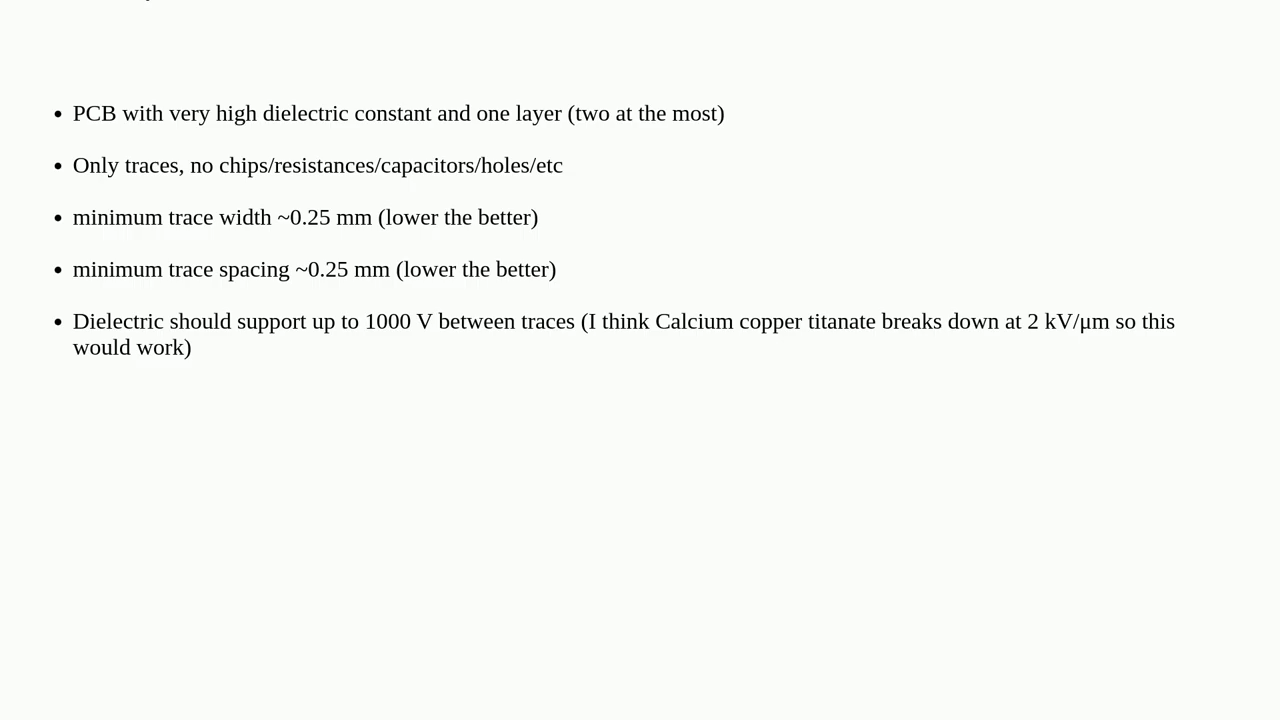 • PCB with very high dielectric constant and one layer (two at the most)
• Only traces, no chips/resistances/capacitors/holes/etc
• minimum trace width ~0.25 mm (lower the better)
• minimum trace spacing ~0.25 mm (lower the better)
• Dielectric should support up to 1000 V between traces (I think Calcium copper titanate breaks down at 2 kV/μm so this
would work)